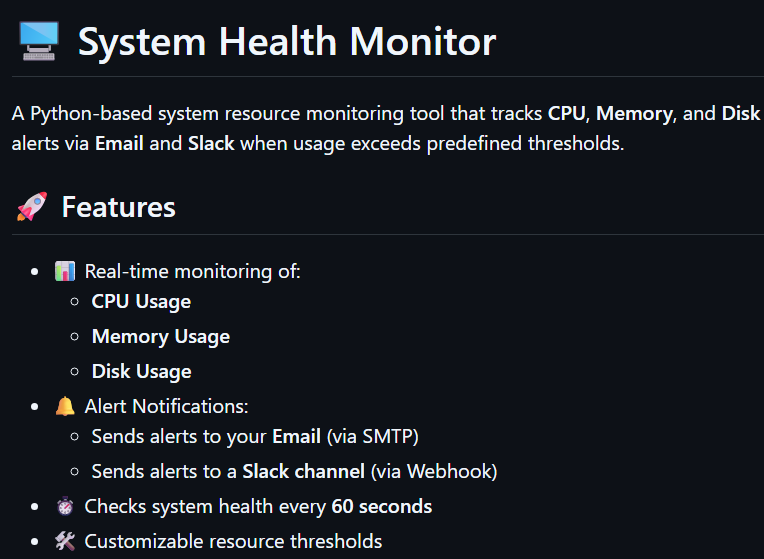 System Health Monitor
A Python-based system resource monitoring tool that tracks CPU, Memory, and Disk
alerts via Email and Slack when usage exceeds predefined thresholds.
Features
Real-time monitoring of:
CPU Usage
Memory Usage
Disk Usage
Alert Notifications:
Sends alerts to your Email (via SMTP)
Sends alerts to a Slack channel (via Webhook)
Checks system health every 60 seconds
Customizable resource thresholds